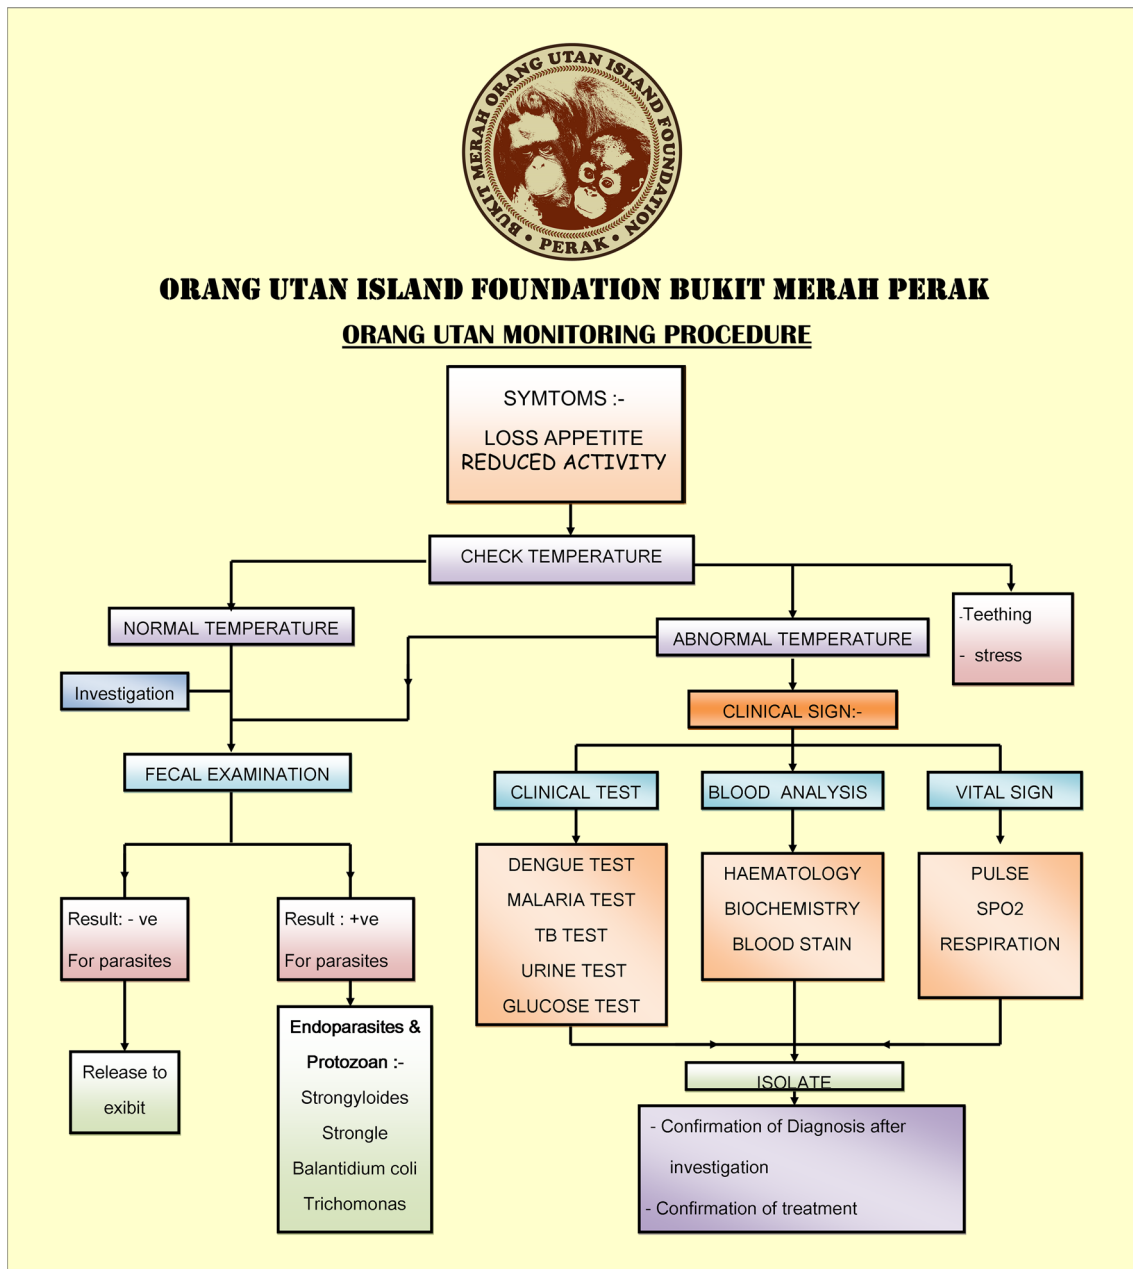 BUKIT MERAH ORANG UTAN ISLAND FOUNDATION
• PERAK •
ORANG UTAN ISLAND FOUNDATION BUKIT MERAH PERAK
ORANG UTAN MONITORING PROCEDURE
SYMTOMS :-
LOSS APPETITE
REDUCED ACTIVITY
CHECK TEMPERATURE
NORMAL TEMPERATURE
ABNORMAL TEMPERATURE
-Teething
- stress
Investigation
CLINICAL SIGN:-
FECAL EXAMINATION
CLINICAL TEST
BLOOD ANALYSIS
VITAL SIGN
DENGUE TEST
MALARIA TEST
TB TEST
URINE TEST
GLUCOSE TEST
HAEMATOLOGY
BIOCHEMISTRY
BLOOD STAIN
PULSE
SPO2
RESPIRATION
Result: - ve
For parasites
Result : +ve
For parasites
Release to
exibit
Endoparasites &
Protozoan :-
Strongyloides
Strongle
Balantidium coli
Trichomonas
ISOLATE
- Confirmation of Diagnosis after
investigation
- Confirmation of treatment